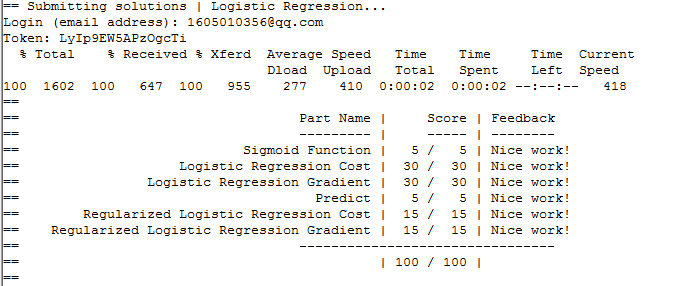 == Submitting solutions | Logistic Regression...
Login (email address): 1605010356@qq.com
Token: LyIp9EW5APzOgcTi
  % Total    % Received % Xferd  Average Speed   Time    Time     Time  Current
                                 Dload  Upload   Total   Spent    Left  Speed
100  1602  100   647  100   955    277    410  0:00:02  0:00:02 --:--:--   418
==
==                                   Part Name |     Score | Feedback
==                                   --------- |     ----- | --------
==                            Sigmoid Function |   5 /   5 | Nice work!
==                    Logistic Regression Cost |  30 /  30 | Nice work!
==                Logistic Regression Gradient |  30 /  30 | Nice work!
==                                     Predict |   5 /   5 | Nice work!
==        Regularized Logistic Regression Cost |  15 /  15 | Nice work!
==    Regularized Logistic Regression Gradient |  15 /  15 | Nice work!
==                                   --------------------------------
==                                             | 100 / 100 |
==